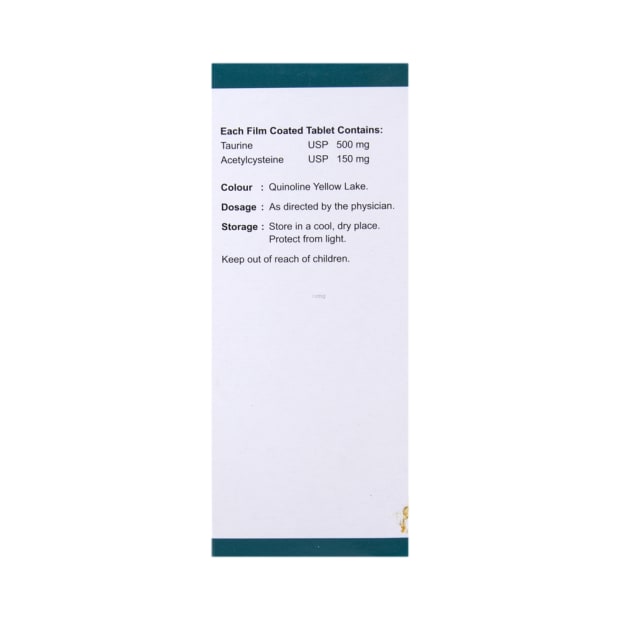 Each Film Coated Tablet Contains:
Taurine USP 500 mg
Acetylcysteine USP 150 mg
Colour : Quinoline Yellow Lake.
Dosage : As directed by the physician.
Storage : Store in a cool, dry place.
Protect from light.
Keep out of reach of children.